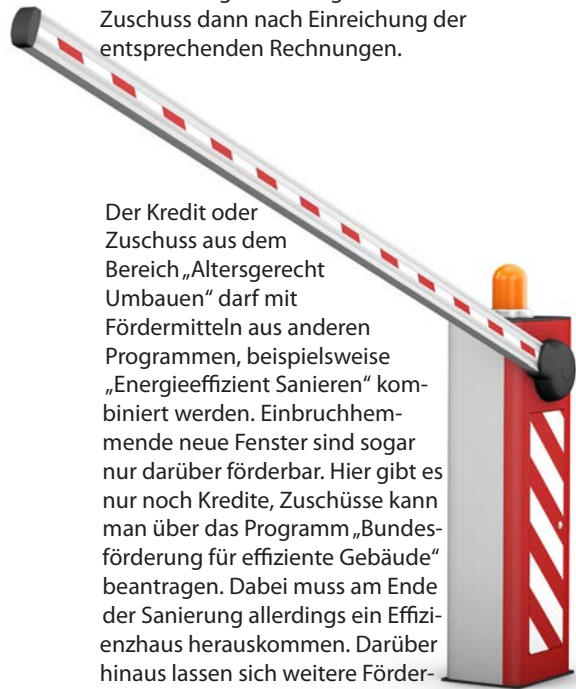 Zuschuss dann nach Einreichung der
entsprechenden Rechnungen.
Der Kredit oder
Zuschuss aus dem
Bereich „Altersgerecht
Umbauen“ darf mit
Fördermitteln aus anderen
Programmen, beispielsweise
„Energieeffizient Sanieren“ kom-
biniert werden. Einbruchhem-
mende neue Fenster sind sogar
nur darüber förderbar. Hier gibt es
nur noch Kredite, Zuschüsse kann
man über das Programm „Bundes-
förderung für effiziente Gebäude“
beantragen. Dabei muss am Ende
der Sanierung allerdings ein Effizi-
enzhaus herauskommen. Darüber
hinaus lassen sich weitere Förder-